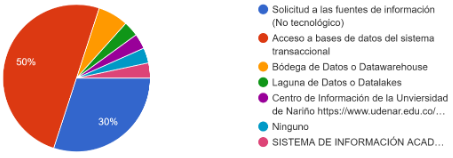 50%
30%
Solicitud a las fuentes de información
(No tecnológico)
Acceso a bases de datos del sistema
transaccional
Bódega de Datos o Datawarehouse
Laguna de Datos o Datalakes
Centro de Información de la Unviersidad
de Nariño https://www.udenar.edu.co/…
Ninguno
SISTEMA DE INFORMACIÓN ACAD…